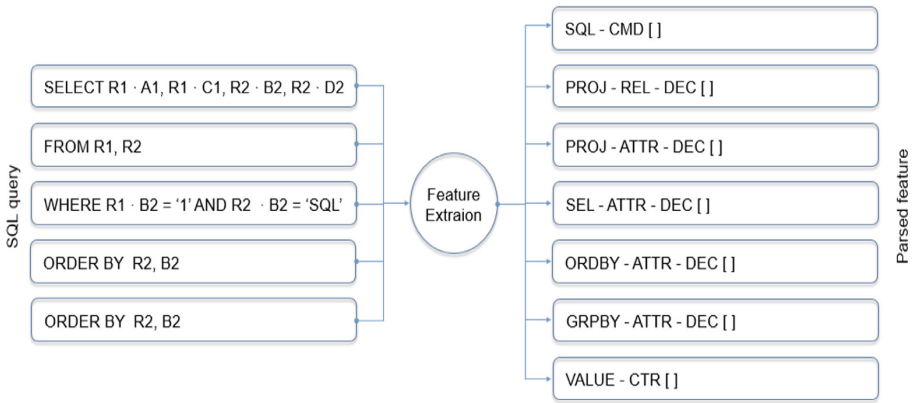 SQL query
SELECT R1 · A1, R1 · C1, R2 · B2, R2 · D2
FROM R1, R2
WHERE R1 · B2 = ‘1’ AND R2 · B2 = ‘SQL’
ORDER BY R2, B2
ORDER BY R2, B2
Feature
Extraion
SQL - CMD [ ]
PROJ - REL - DEC [ ]
PROJ - ATTR - DEC [ ]
SEL - ATTR - DEC [ ]
ORDBY - ATTR - DEC [ ]
GRPBY - ATTR - DEC [ ]
VALUE - CTR [ ]
Parsed feature